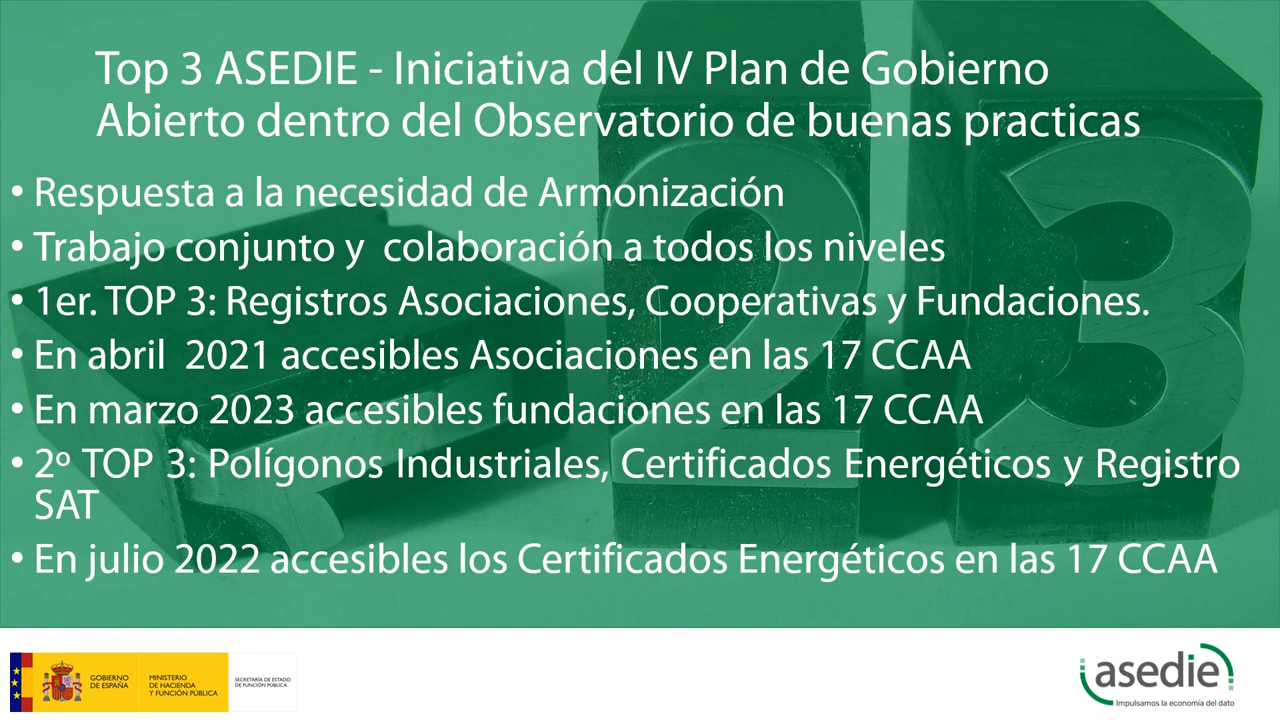 Top 3 ASEDIE - Iniciativa del IV Plan de Gobierno
Abierto dentro del Observatorio de buenas practicas
• Respuesta a la necesidad de Armonización
• Trabajo conjunto y  colaboración a todos los niveles
• 1er. TOP 3: Registros Asociaciones, Cooperativas y Fundaciones.
• En abril  2021 accesibles Asociaciones en las 17 CCAA
• En marzo 2023 accesibles fundaciones en las 17 CCAA
• 2º TOP 3: Polígonos Industriales, Certificados Energéticos y Registro
SAT
• En julio 2022 accesibles los Certificados Energéticos en las 17 CCAA
2 3
GOBIERNO
DE ESPAÑA
MINISTERIO
DE HACIENDA
Y FUNCIÓN PÚBLICA
SECRETARÍA DE ESTADO
DE FUNCIÓN PÚBLICA
asedie
Impulsamos la economía del dato